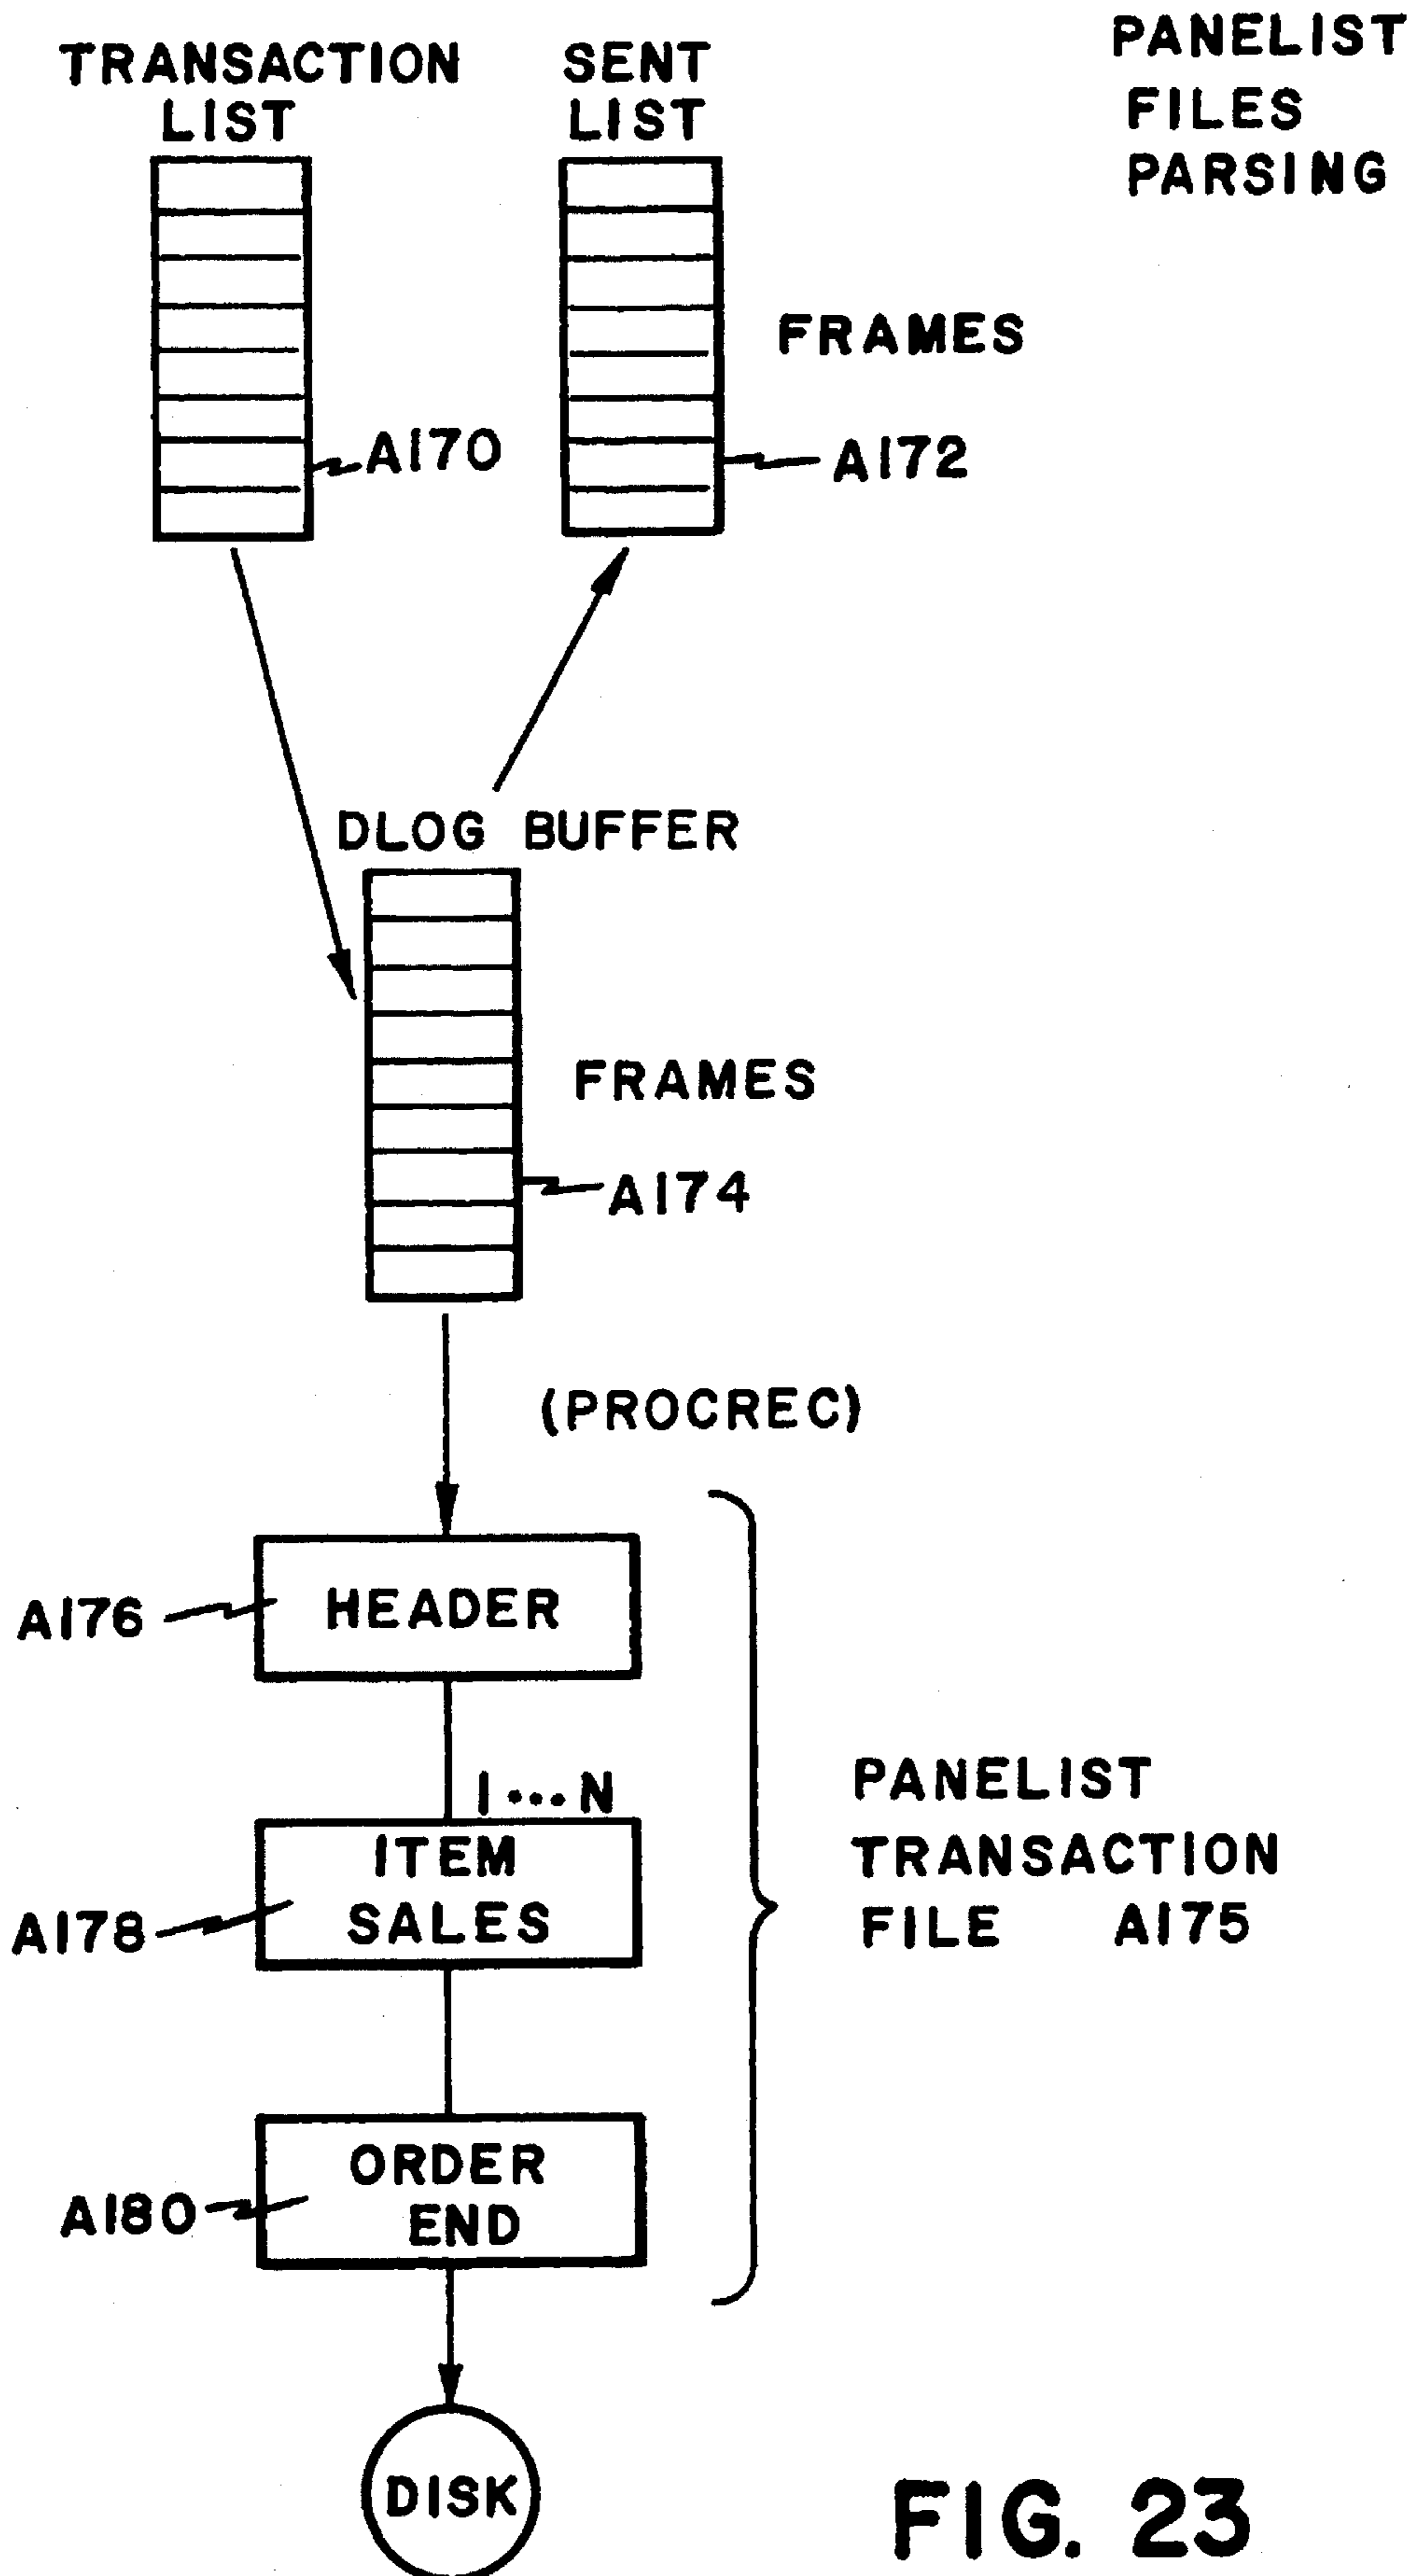 TRANSACTION
LIST
SENT
LIST
PANELIST
FILES
PARSING
FRAMES
A170
A172
DLOG BUFFER
FRAMES
A174
(PROCREC)
HEADER
A176
1...N
ITEM
SALES
A178
PANELIST
TRANSACTION
FILE A175
ORDER
END
A180
DISK
FIG. 23